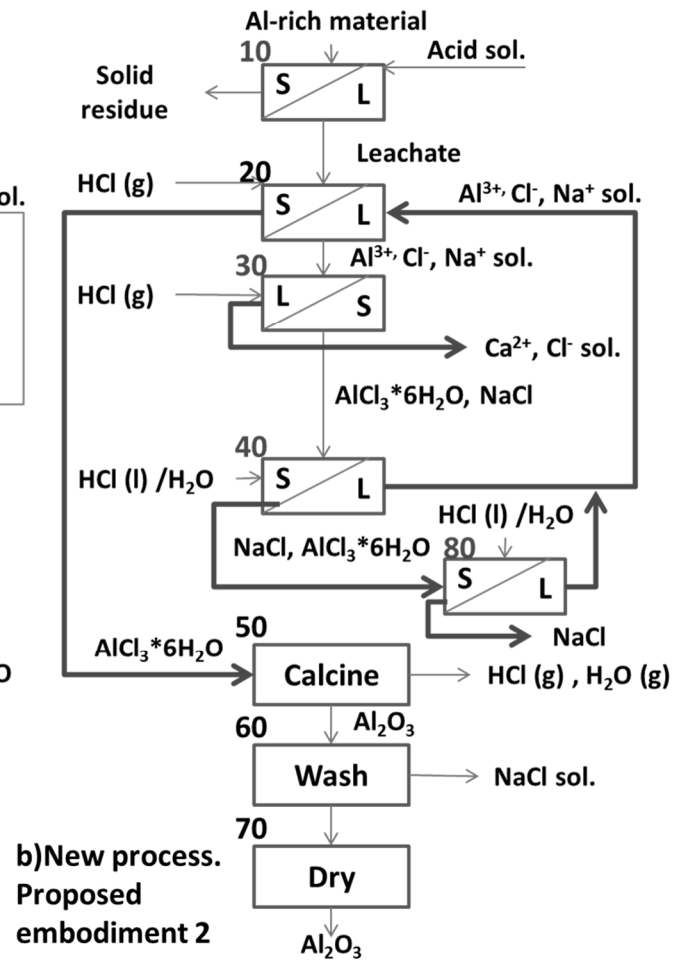 Al-rich material
10
Acid sol.
Solid
residue
S
L
Leachate
HCl (g)
20
ol.
S
L
Al³⁺, Cl⁻, Na⁺ sol.
Al³⁺, Cl⁻, Na⁺ sol.
30
HCl (g)
L
S
Ca²⁺, Cl⁻ sol.
AlCl₃*6H₂O, NaCl
40
HCl (l) /H₂O
S
L
HCl (l) /H₂O
NaCl, AlCl₃*6H₂O
80
S
L
NaCl
50
AlCl₃*6H₂O
O
Calcine
HCl (g) , H₂O (g)
Al₂O₃
60
Wash
NaCl sol.
70
b)New process.
Proposed
embodiment 2
Dry
Al₂O₃